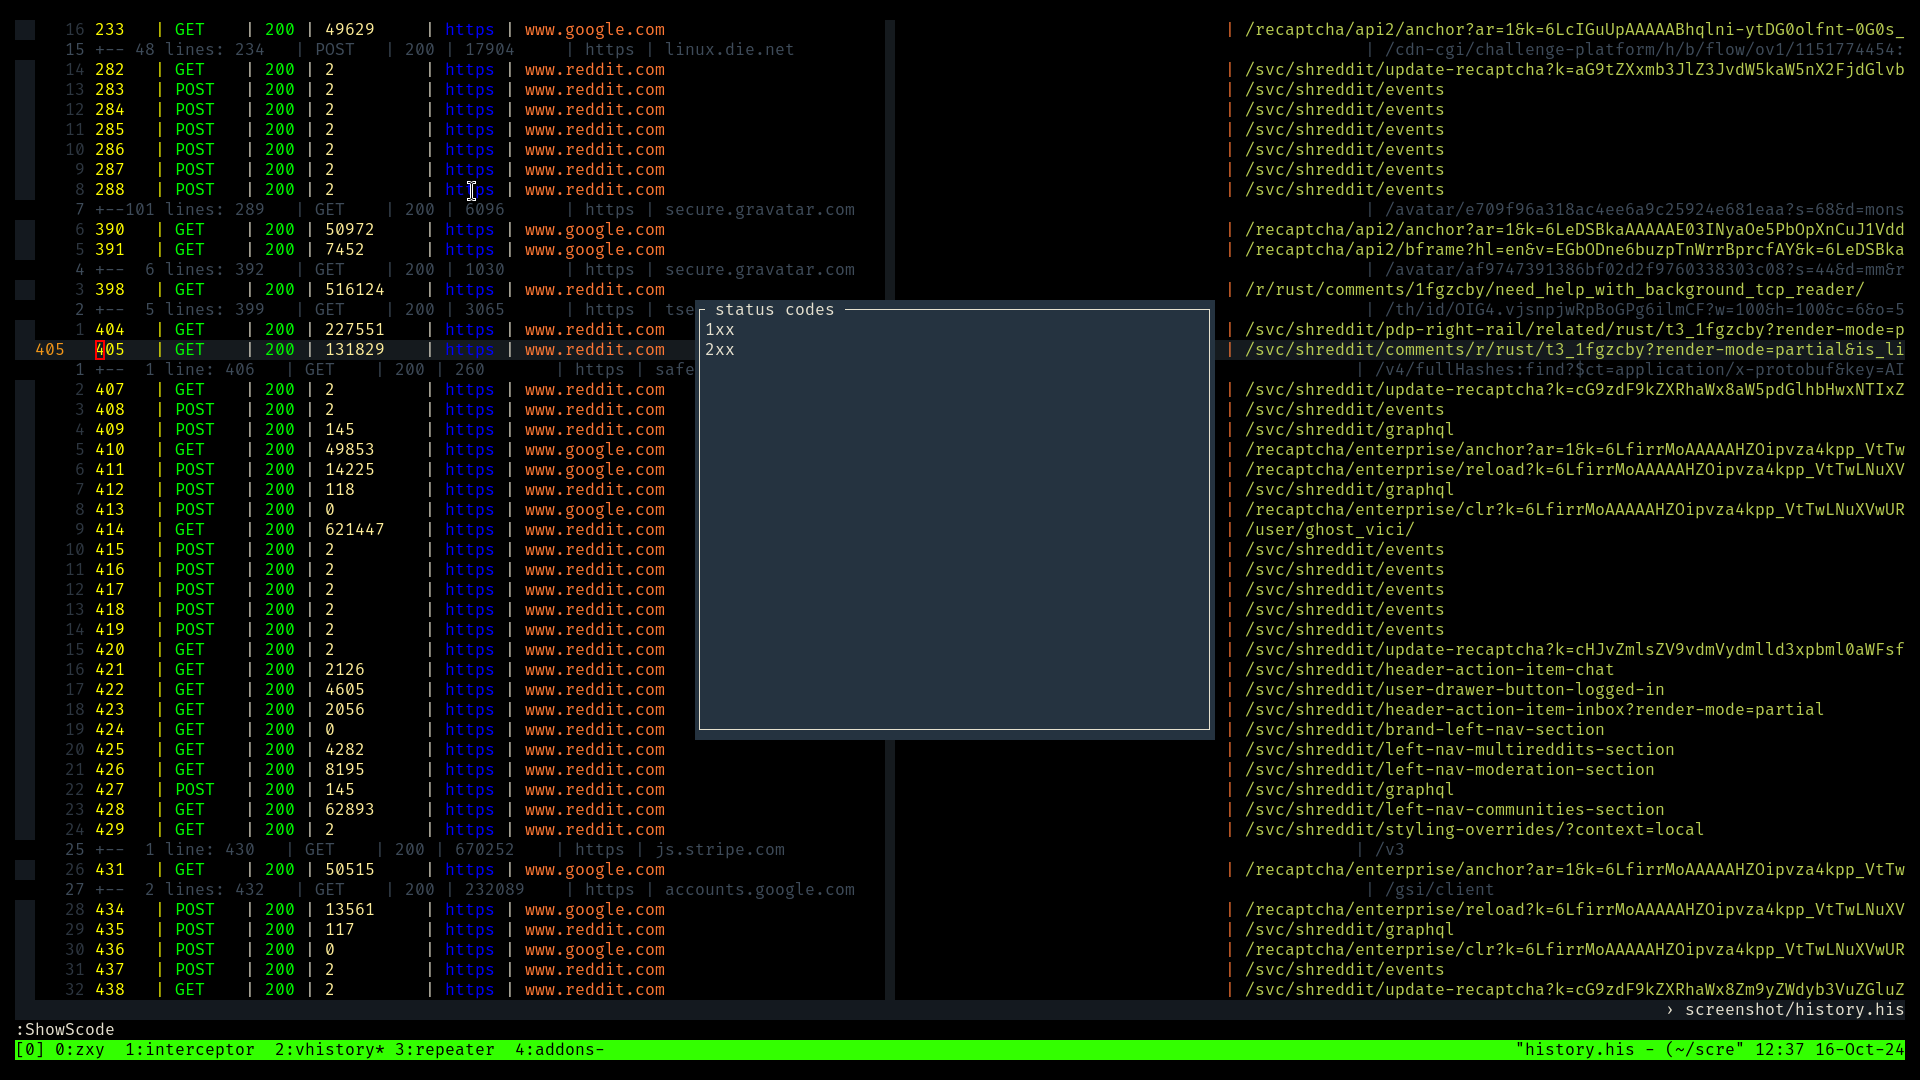 16 233 | GET | 200 | 49629 | https | www.google.com | /recaptcha/api2/anchor?ar=1&k=6LcIGuUpAAAAABhqlni-ytDG0olfnt-0G0s_
15 +-- 48 lines: 234 | POST | 200 | 17904 | https | linux.die.net | /cdn-cgi/challenge-platform/h/b/flow/ov1/1151774454:
14 282 | GET | 200 | 2 | https | www.reddit.com | /svc/shreddit/update-recaptcha?k=aG9tZXxmb3JlZ3JvdW5kaW5nX2FjdGlvb
13 283 | POST | 200 | 2 | https | www.reddit.com | /svc/shreddit/events
12 284 | POST | 200 | 2 | https | www.reddit.com | /svc/shreddit/events
11 285 | POST | 200 | 2 | https | www.reddit.com | /svc/shreddit/events
10 286 | POST | 200 | 2 | https | www.reddit.com | /svc/shreddit/events
9 287 | POST | 200 | 2 | https | www.reddit.com | /svc/shreddit/events
8 288 | POST | 200 | 2 | https | www.reddit.com | /svc/shreddit/events
7 +--101 lines: 289 | GET | 200 | 6096 | https | secure.gravatar.com | /avatar/e709f96a318ac4ee6a9c25924e681eaa?s=68&d=mons
6 390 | GET | 200 | 50972 | https | www.google.com | /recaptcha/api2/anchor?ar=1&k=6LeDSBkaAAAAAE03INyaOe5PbOpXnCuJ1Vdd
5 391 | GET | 200 | 7452 | https | www.google.com | /recaptcha/api2/bframe?hl=en&v=EGbODne6buzpTnWrrBprcfAY&k=6LeDSBka
4 +-- 6 lines: 392 | GET | 200 | 1030 | https | secure.gravatar.com | /avatar/af9747391386bf02d2f9760338303c08?s=44&d=mm&r
3 398 | GET | 200 | 516124 | https | www.reddit.com | /r/rust/comments/1fgzcby/need_help_with_background_tcp_reader/
2 +-- 5 lines: 399 | GET | 200 | 3065 | https | tse | /th/id/OIG4.vjsnpjwRpBoGPg6ilmCF?w=100&h=100&c=6&o=5
1 404 | GET | 200 | 227551 | https | www.reddit.com | /svc/shreddit/pdp-right-rail/related/rust/t3_1fgzcby?render-mode=p
405 405 | GET | 200 | 131829 | https | www.reddit.com | /svc/shreddit/comments/r/rust/t3_1fgzcby?render-mode=partial&is_li
1 +-- 1 line: 406 | GET | 200 | 260 | https | safe | /v4/fullHashes:find?$ct=application/x-protobuf&key=AI
2 407 | GET | 200 | 2 | https | www.reddit.com | /svc/shreddit/update-recaptcha?k=cG9zdF9kZXRhaWx8aW5pdGlhbHwxNTIxZ
3 408 | POST | 200 | 2 | https | www.reddit.com | /svc/shreddit/events
4 409 | POST | 200 | 145 | https | www.reddit.com | /svc/shreddit/graphql
5 410 | GET | 200 | 49853 | https | www.google.com | /recaptcha/enterprise/anchor?ar=1&k=6LfirrMoAAAAAHZOipvza4kpp_VtTw
6 411 | POST | 200 | 14225 | https | www.google.com | /recaptcha/enterprise/reload?k=6LfirrMoAAAAAHZOipvza4kpp_VtTwLNuXV
7 412 | POST | 200 | 118 | https | www.reddit.com | /svc/shreddit/graphql
8 413 | POST | 200 | 0 | https | www.google.com | /recaptcha/enterprise/clr?k=6LfirrMoAAAAAHZOipvza4kpp_VtTwLNuXVwUR
9 414 | GET | 200 | 621447 | https | www.reddit.com | /user/ghost_vici/
10 415 | POST | 200 | 2 | https | www.reddit.com | /svc/shreddit/events
11 416 | POST | 200 | 2 | https | www.reddit.com | /svc/shreddit/events
12 417 | POST | 200 | 2 | https | www.reddit.com | /svc/shreddit/events
13 418 | POST | 200 | 2 | https | www.reddit.com | /svc/shreddit/events
14 419 | POST | 200 | 2 | https | www.reddit.com | /svc/shreddit/events
15 420 | GET | 200 | 2 | https | www.reddit.com | /svc/shreddit/update-recaptcha?k=cHJvZmlsZV9vdmVydmlld3xpbml0aWFsf
16 421 | GET | 200 | 2126 | https | www.reddit.com | /svc/shreddit/header-action-item-chat
17 422 | GET | 200 | 4605 | https | www.reddit.com | /svc/shreddit/user-drawer-button-logged-in
18 423 | GET | 200 | 2056 | https | www.reddit.com | /svc/shreddit/header-action-item-inbox?render-mode=partial
19 424 | GET | 200 | 0 | https | www.reddit.com | /svc/shreddit/brand-left-nav-section
20 425 | GET | 200 | 4282 | https | www.reddit.com | /svc/shreddit/left-nav-multireddits-section
21 426 | GET | 200 | 8195 | https | www.reddit.com | /svc/shreddit/left-nav-moderation-section
22 427 | POST | 200 | 145 | https | www.reddit.com | /svc/shreddit/graphql
23 428 | GET | 200 | 62893 | https | www.reddit.com | /svc/shreddit/left-nav-communities-section
24 429 | GET | 200 | 2 | https | www.reddit.com | /svc/shreddit/styling-overrides/?context=local
25 +-- 1 line: 430 | GET | 200 | 670252 | https | js.stripe.com | /v3
26 431 | GET | 200 | 50515 | https | www.google.com | /recaptcha/enterprise/anchor?ar=1&k=6LfirrMoAAAAAHZOipvza4kpp_VtTw
27 +-- 2 lines: 432 | GET | 200 | 232089 | https | accounts.google.com | /gsi/client
28 434 | POST | 200 | 13561 | https | www.google.com | /recaptcha/enterprise/reload?k=6LfirrMoAAAAAHZOipvza4kpp_VtTwLNuXV
29 435 | POST | 200 | 117 | https | www.reddit.com | /svc/shreddit/graphql
30 436 | POST | 200 | 0 | https | www.google.com | /recaptcha/enterprise/clr?k=6LfirrMoAAAAAHZOipvza4kpp_VtTwLNuXVwUR
31 437 | POST | 200 | 2 | https | www.reddit.com | /svc/shreddit/events
32 438 | GET | 200 | 2 | https | www.reddit.com | /svc/shreddit/update-recaptcha?k=cG9zdF9kZXRhaWx8Zm9yZWdyb3VuZGluZ
status codes
1xx
2xx
› screenshot/history.his
:ShowScode
[0] 0:zxy 1:interceptor 2:vhistory* 3:repeater 4:addons- "history.his - (~/scre" 12:37 16-Oct-24